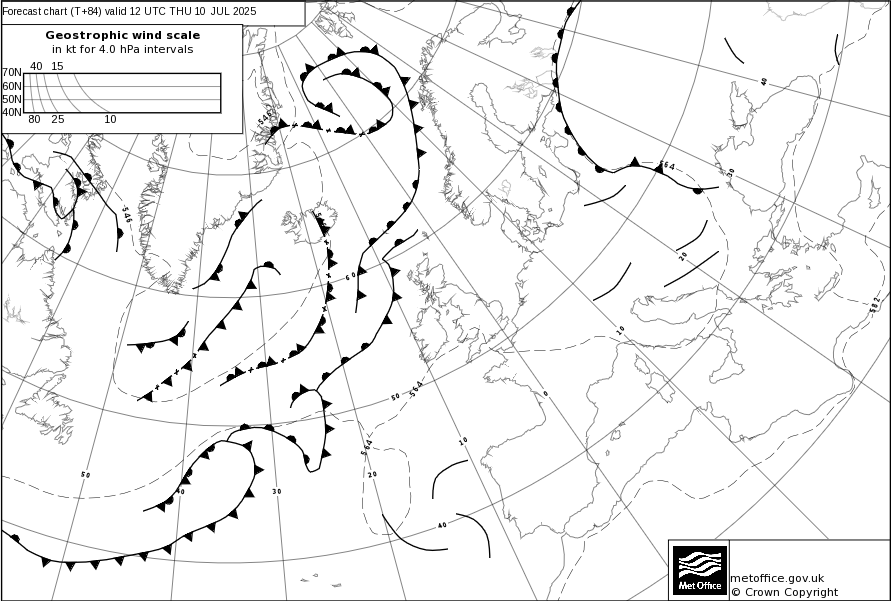 Forecast chart (T+84) valid 12 UTC THU 10 JUL 2025
Geostrophic wind scale
in kt for 4.0 hPa intervals
40 15
70N
60N
50N
40N
80 25 10
546
40
564
30
546
20
60
582
10
50
564
0
564
10
50
40
30
20
40
metoffice.gov.uk
© Crown Copyright
Met Office